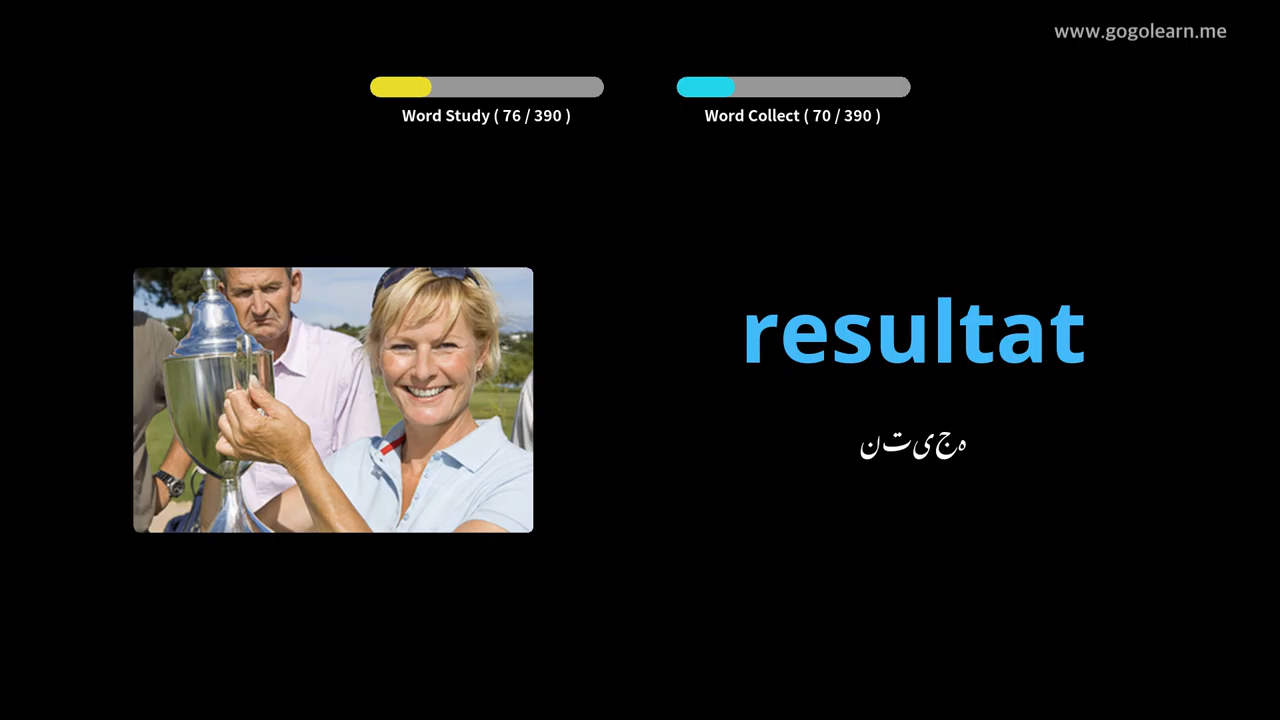 www.gogolearn.me
Word Study ( 76 / 390 )
Word Collect ( 70 / 390 )
resultat
نتیجہ